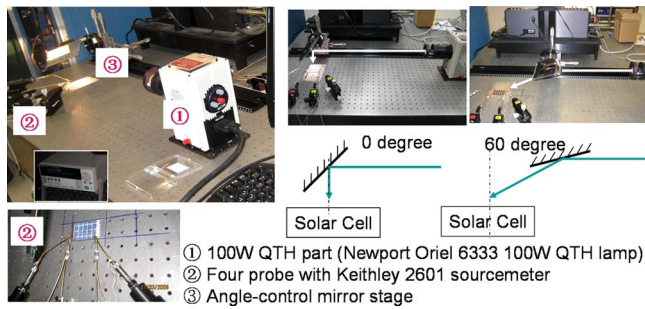 ③
①
②
②
0 degree
60 degree
Solar Cell
Solar Cell
① 100W QTH part (Newport Oriel 6333 100W QTH lamp)
② Four probe with Keithley 2601 sourcemeter
③ Angle-control mirror stage